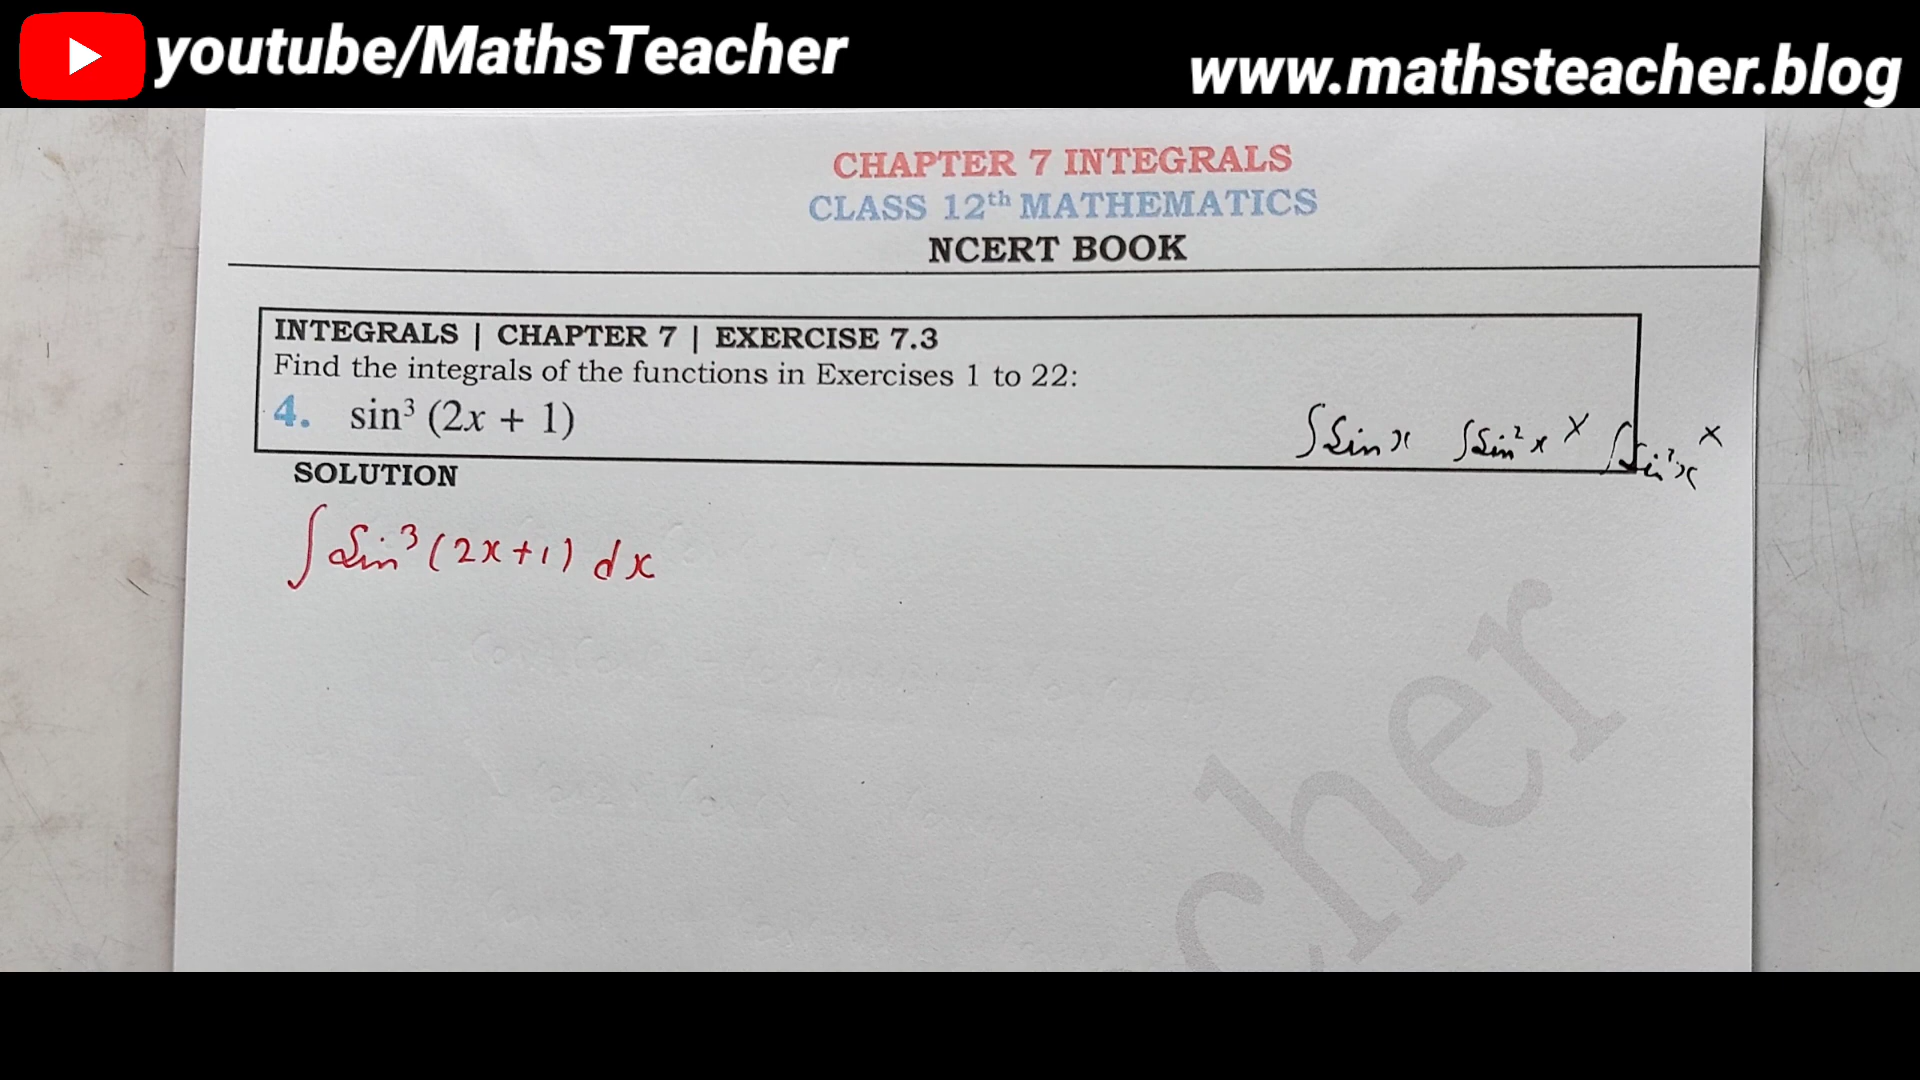 youtube/MathsTeacher
www.mathsteacher.blog
CHAPTER 7 INTEGRALS
CLASS 12th MATHEMATICS
NCERT BOOK
INTEGRALS | CHAPTER 7 | EXERCISE 7.3
Find the integrals of the functions in Exercises 1 to 22:
4. sin³ (2x + 1)
∫Sin x ∫Sin² x × ∫Sin³x ×
SOLUTION
∫ Sin³ (2x+1) dx
cher